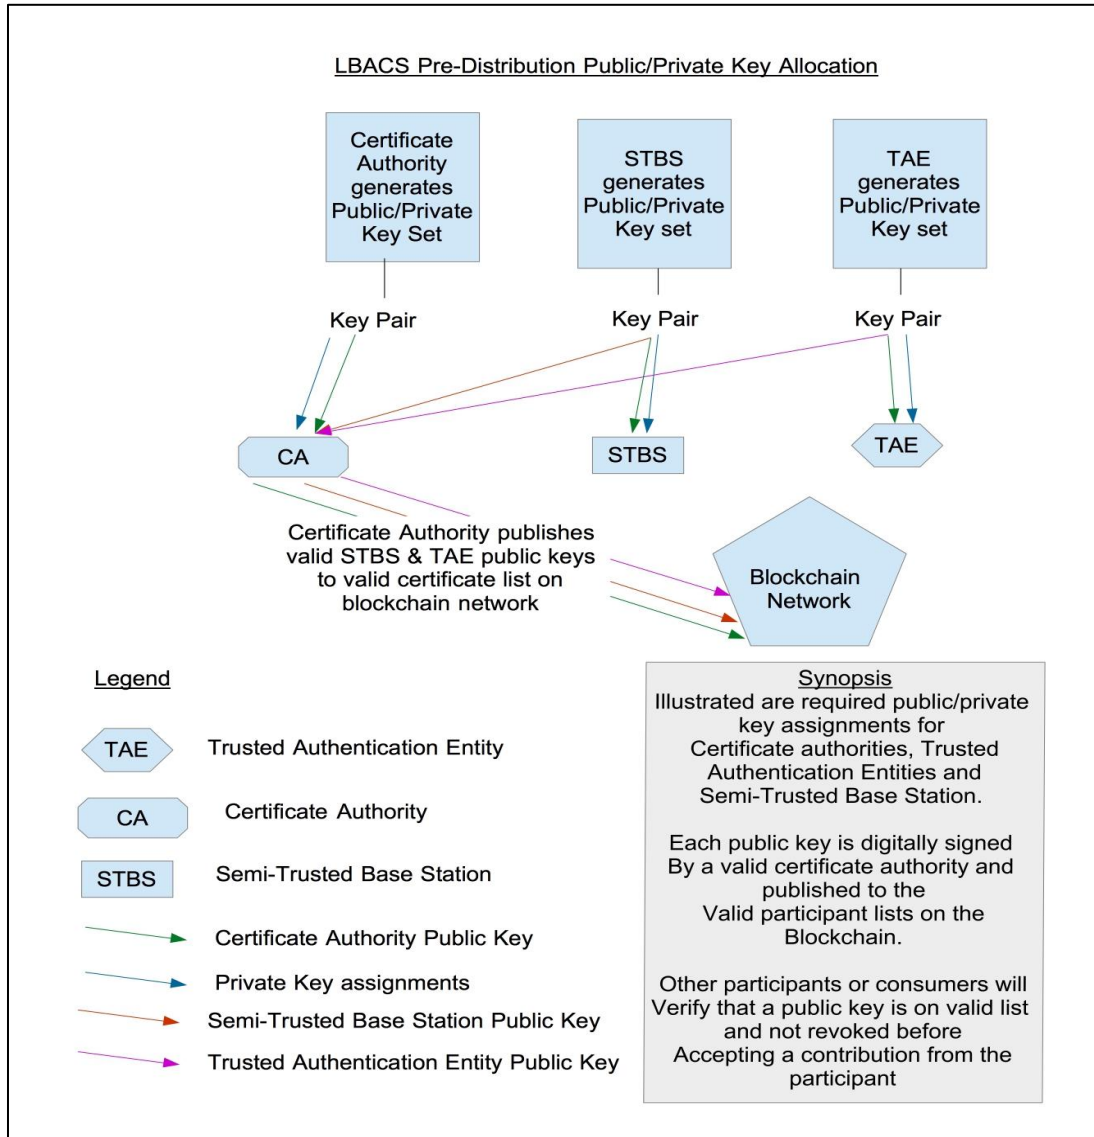 LBACS Pre-Distribution Public/Private Key Allocation
Certificate
Authority
generates
Public/Private
Key Set
STBS
generates
Public/Private
Key set
TAE
generates
Public/Private
Key set
Key Pair
Key Pair
Key Pair
CA
STBS
TAE
Certificate Authority publishes
valid STBS & TAE public keys
to valid certificate list on
blockchain network
Blockchain
Network
Legend
TAE
Trusted Authentication Entity
CA
Certificate Authority
STBS
Semi-Trusted Base Station
Certificate Authority Public Key
Private Key assignments
Semi-Trusted Base Station Public Key
Trusted Authentication Entity Public Key
Synopsis
Illustrated are required public/private
key assignments for
Certificate authorities, Trusted
Authentication Entities and
Semi-Trusted Base Station.
Each public key is digitally signed
By a valid certificate authority and
published to the
Valid participant lists on the
Blockchain.
Other participants or consumers will
Verify that a public key is on valid list
and not revoked before
Accepting a contribution from the
participant